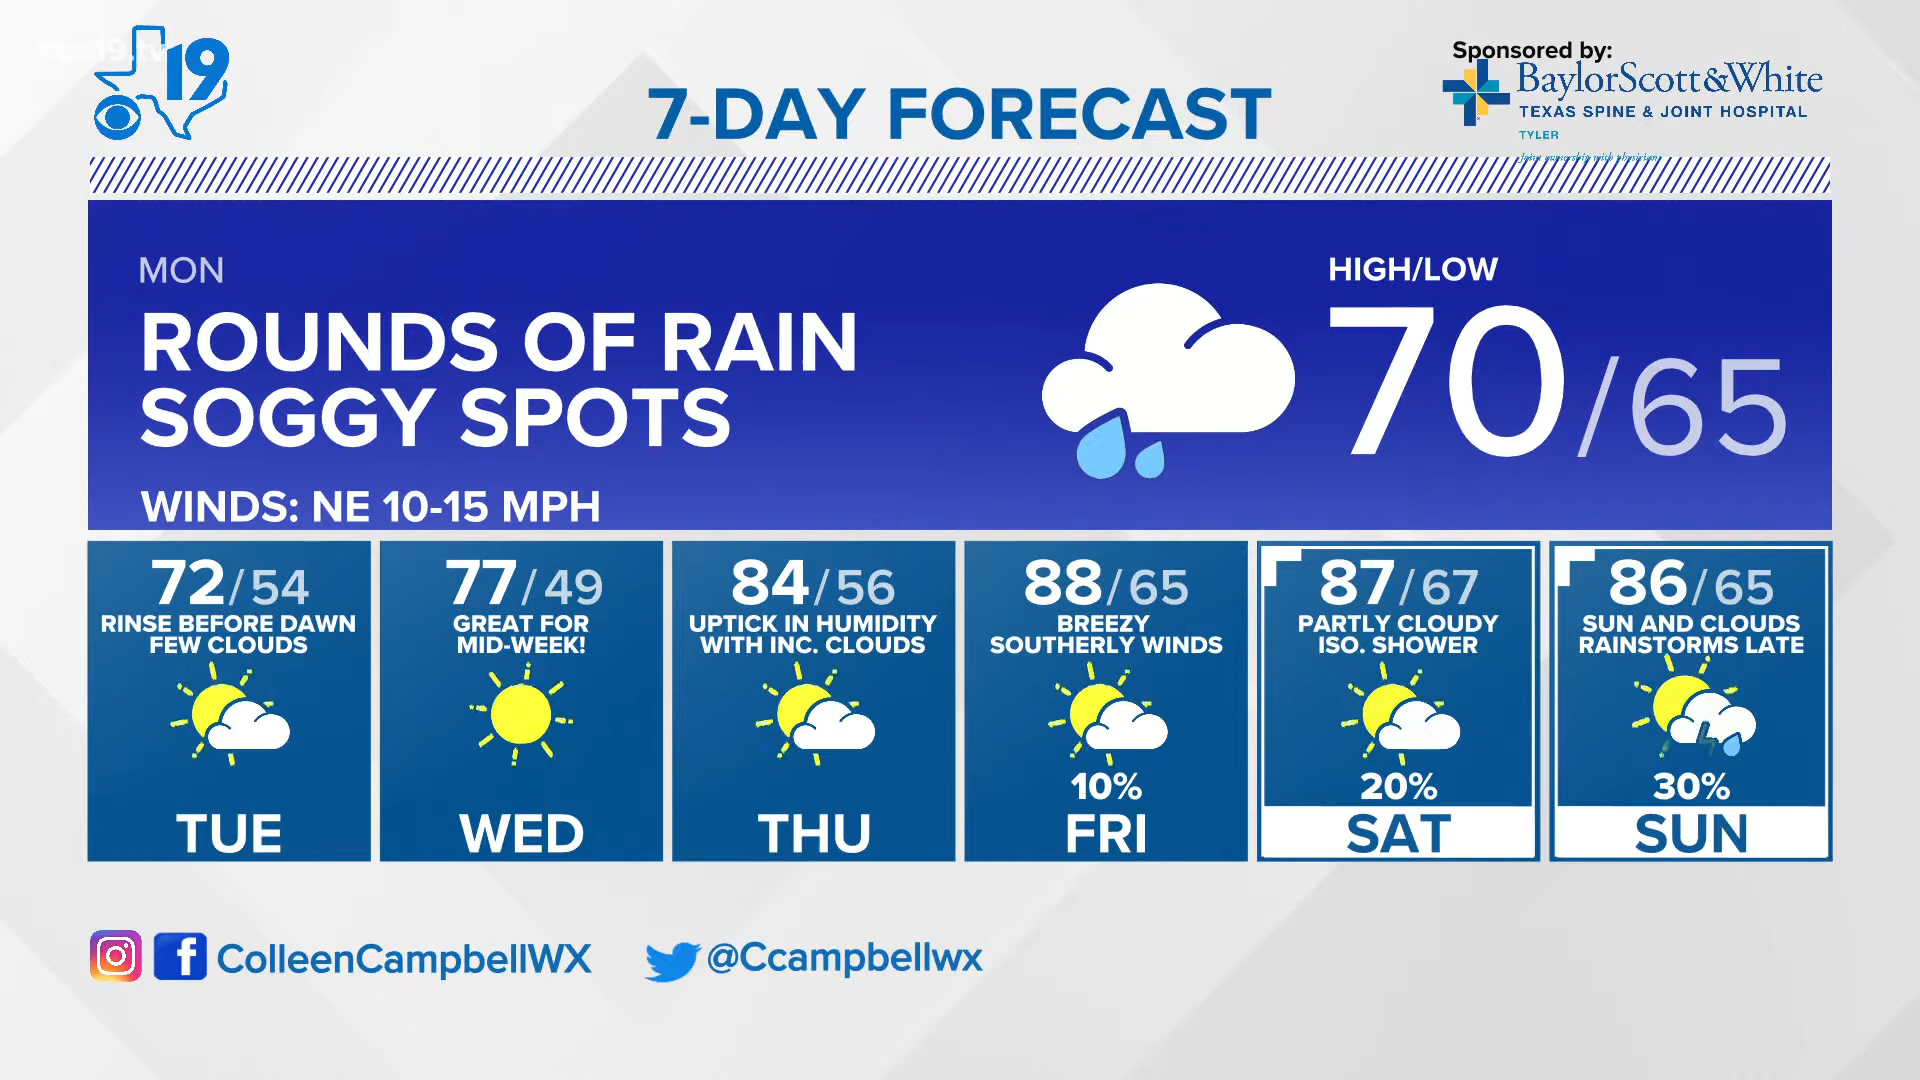 19
7-DAY FORECAST
Sponsored by:
BaylorScott&White
TEXAS SPINE & JOINT HOSPITAL
TYLER
Joint ownership with physicians
MON
ROUNDS OF RAIN
SOGGY SPOTS
WINDS: NE 10-15 MPH
HIGH/LOW
70/65
72/54
RINSE BEFORE DAWN
FEW CLOUDS
TUE
77/49
GREAT FOR
MID-WEEK!
WED
84/56
UPTICK IN HUMIDITY
WITH INC. CLOUDS
THU
88/65
BREEZY
SOUTHERLY WINDS
10%
FRI
87/67
PARTLY CLOUDY
ISO. SHOWER
20%
SAT
86/65
SUN AND CLOUDS
RAINSTORMS LATE
30%
SUN
ColleenCampbellWX
@Ccampbellwx